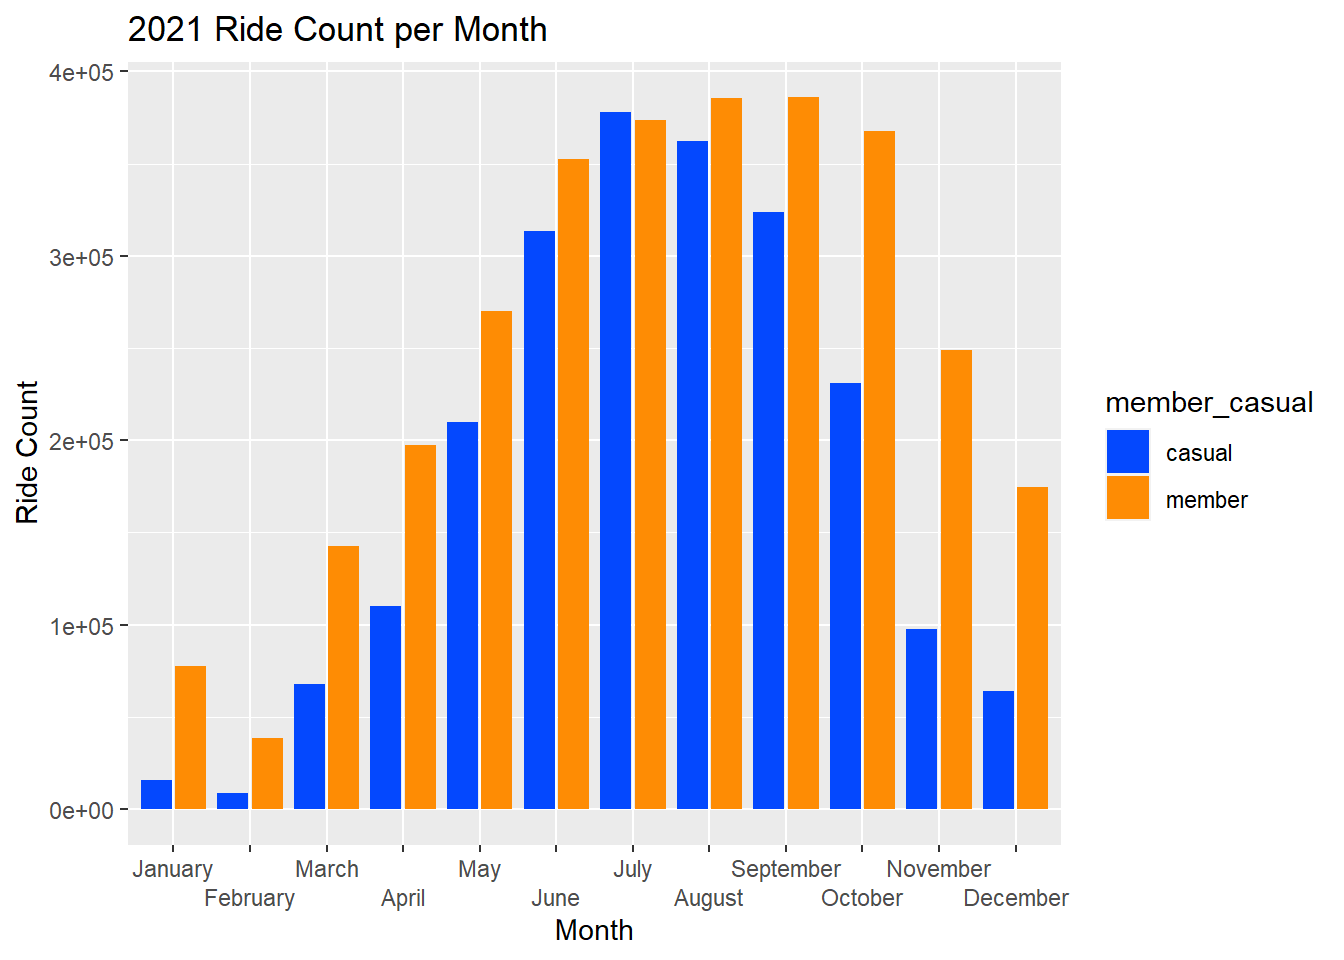 2021 Ride Count per Month
4e+05
3e+05
2e+05
1e+05
0e+00
Ride Count
January
February
March
April
May
June
July
August
September
October
November
December
Month
member_casual
casual
member